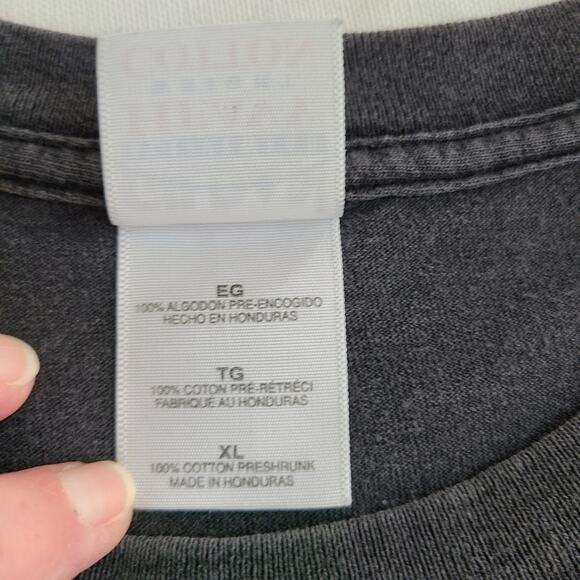 EG
100% ALGODON PRE-ENCOGIDO
HECHO EN HONDURAS
TG
100% COTON PRÉ-RÉTRÉCI
FABRIQUÉ AU HONDURAS
XL
100% COTTON PRESHRUNK
MADE IN HONDURAS